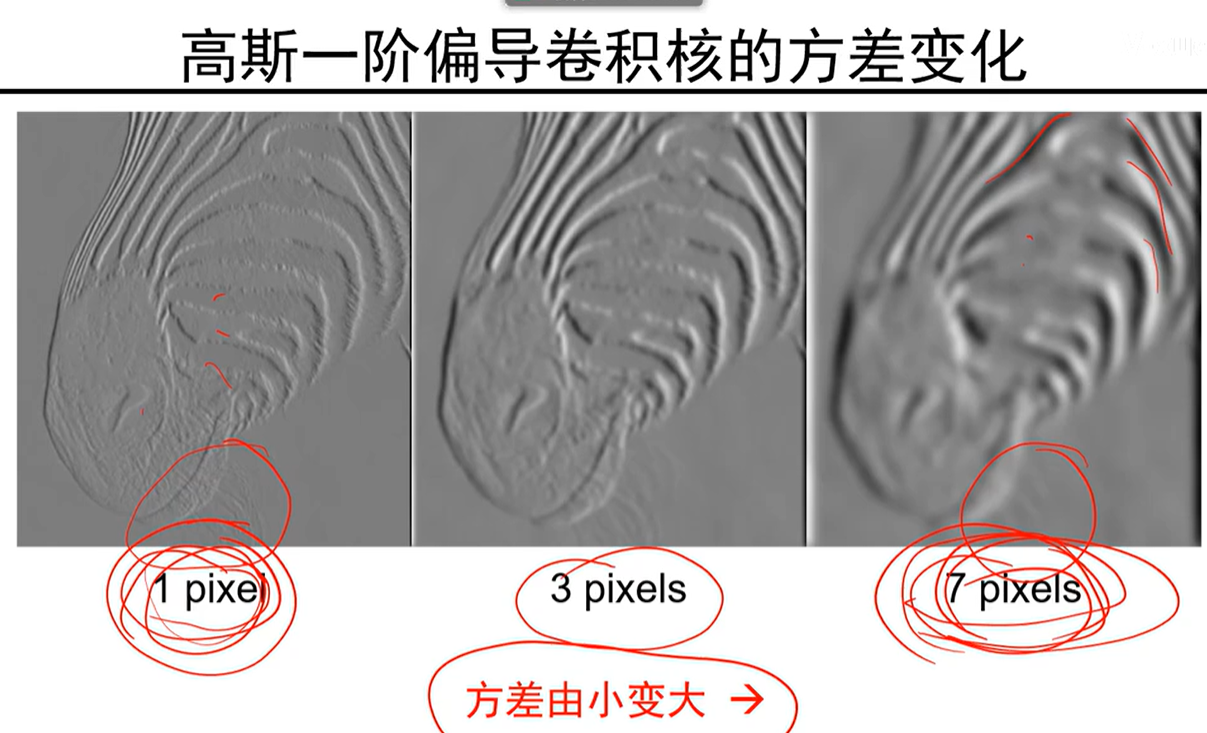 高斯一阶偏导卷积核的方差变化
1 pixel
3 pixels
7 pixels
方差由小变大 →